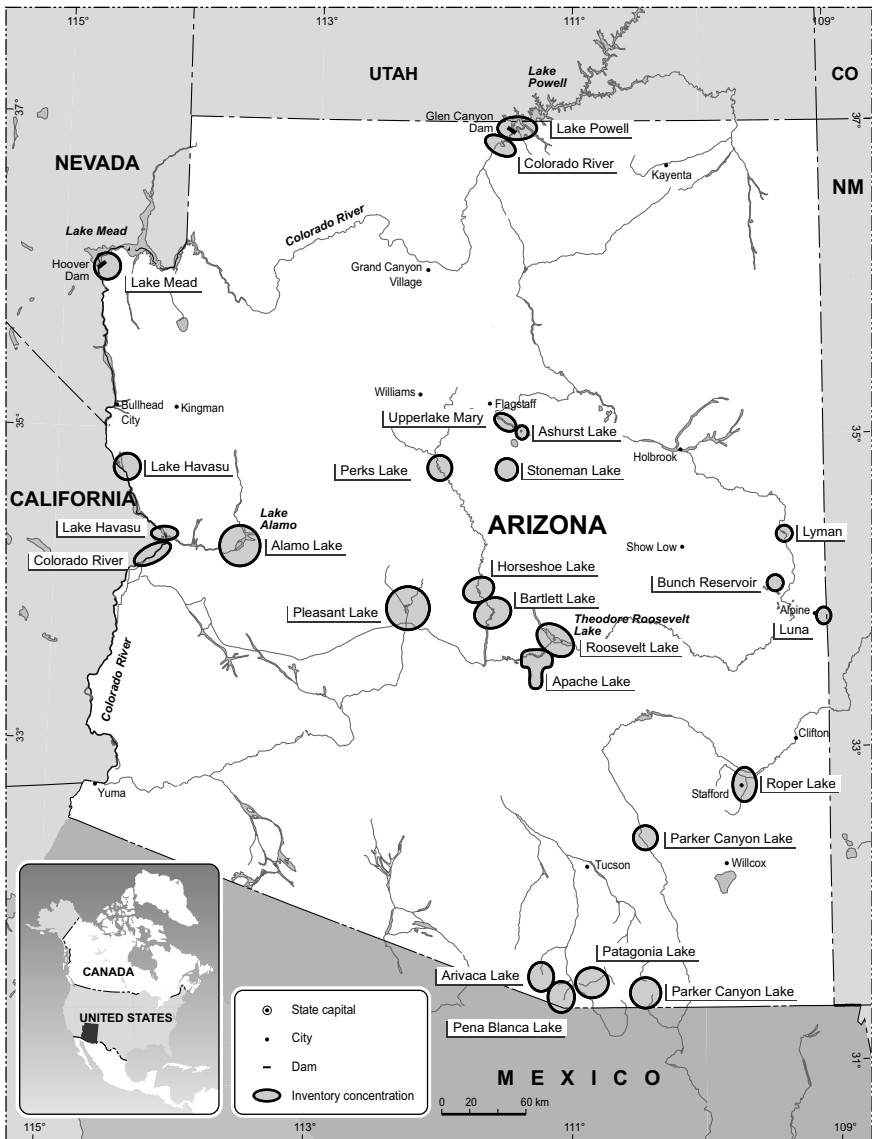 115°
113°
111°
109°
UTAH
Lake
Powell
CO
37°
Glen Canyon
Dam
Lake Powell
37°
Colorado River
NEVADA
Kayenta
NM
Lake Mead
Colorado River
Hoover
Dam
Grand Canyon
Village
Lake Mead
Williams
Flagstaff
Bullhead
City
Kingman
Upperlake Mary
Ashurst Lake
35°
35°
Holbrook
Lake Havasu
Perks Lake
Stoneman Lake
CALIFORNIA
Lake
Alamo
ARIZONA
Lake Havasu
Lyman
Colorado River
Alamo Lake
Show Low
Horseshoe Lake
Bunch Reservoir
Pleasant Lake
Bartlett Lake
Alpine
Theodore Roosevelt
Lake
Luna
Roosevelt Lake
Apache Lake
Colorado River
33°
33°
Clifton
Yuma
Stafford
Roper Lake
Parker Canyon Lake
Tucson
Willcox
Patagonia Lake
Arivaca Lake
Parker Canyon Lake
Pena Blanca Lake
CANADA
UNITED STATES
State capital
City
Dam
Inventory concentration
31°
MEXICO
0 20 60 km
115°
113°
111°
109°